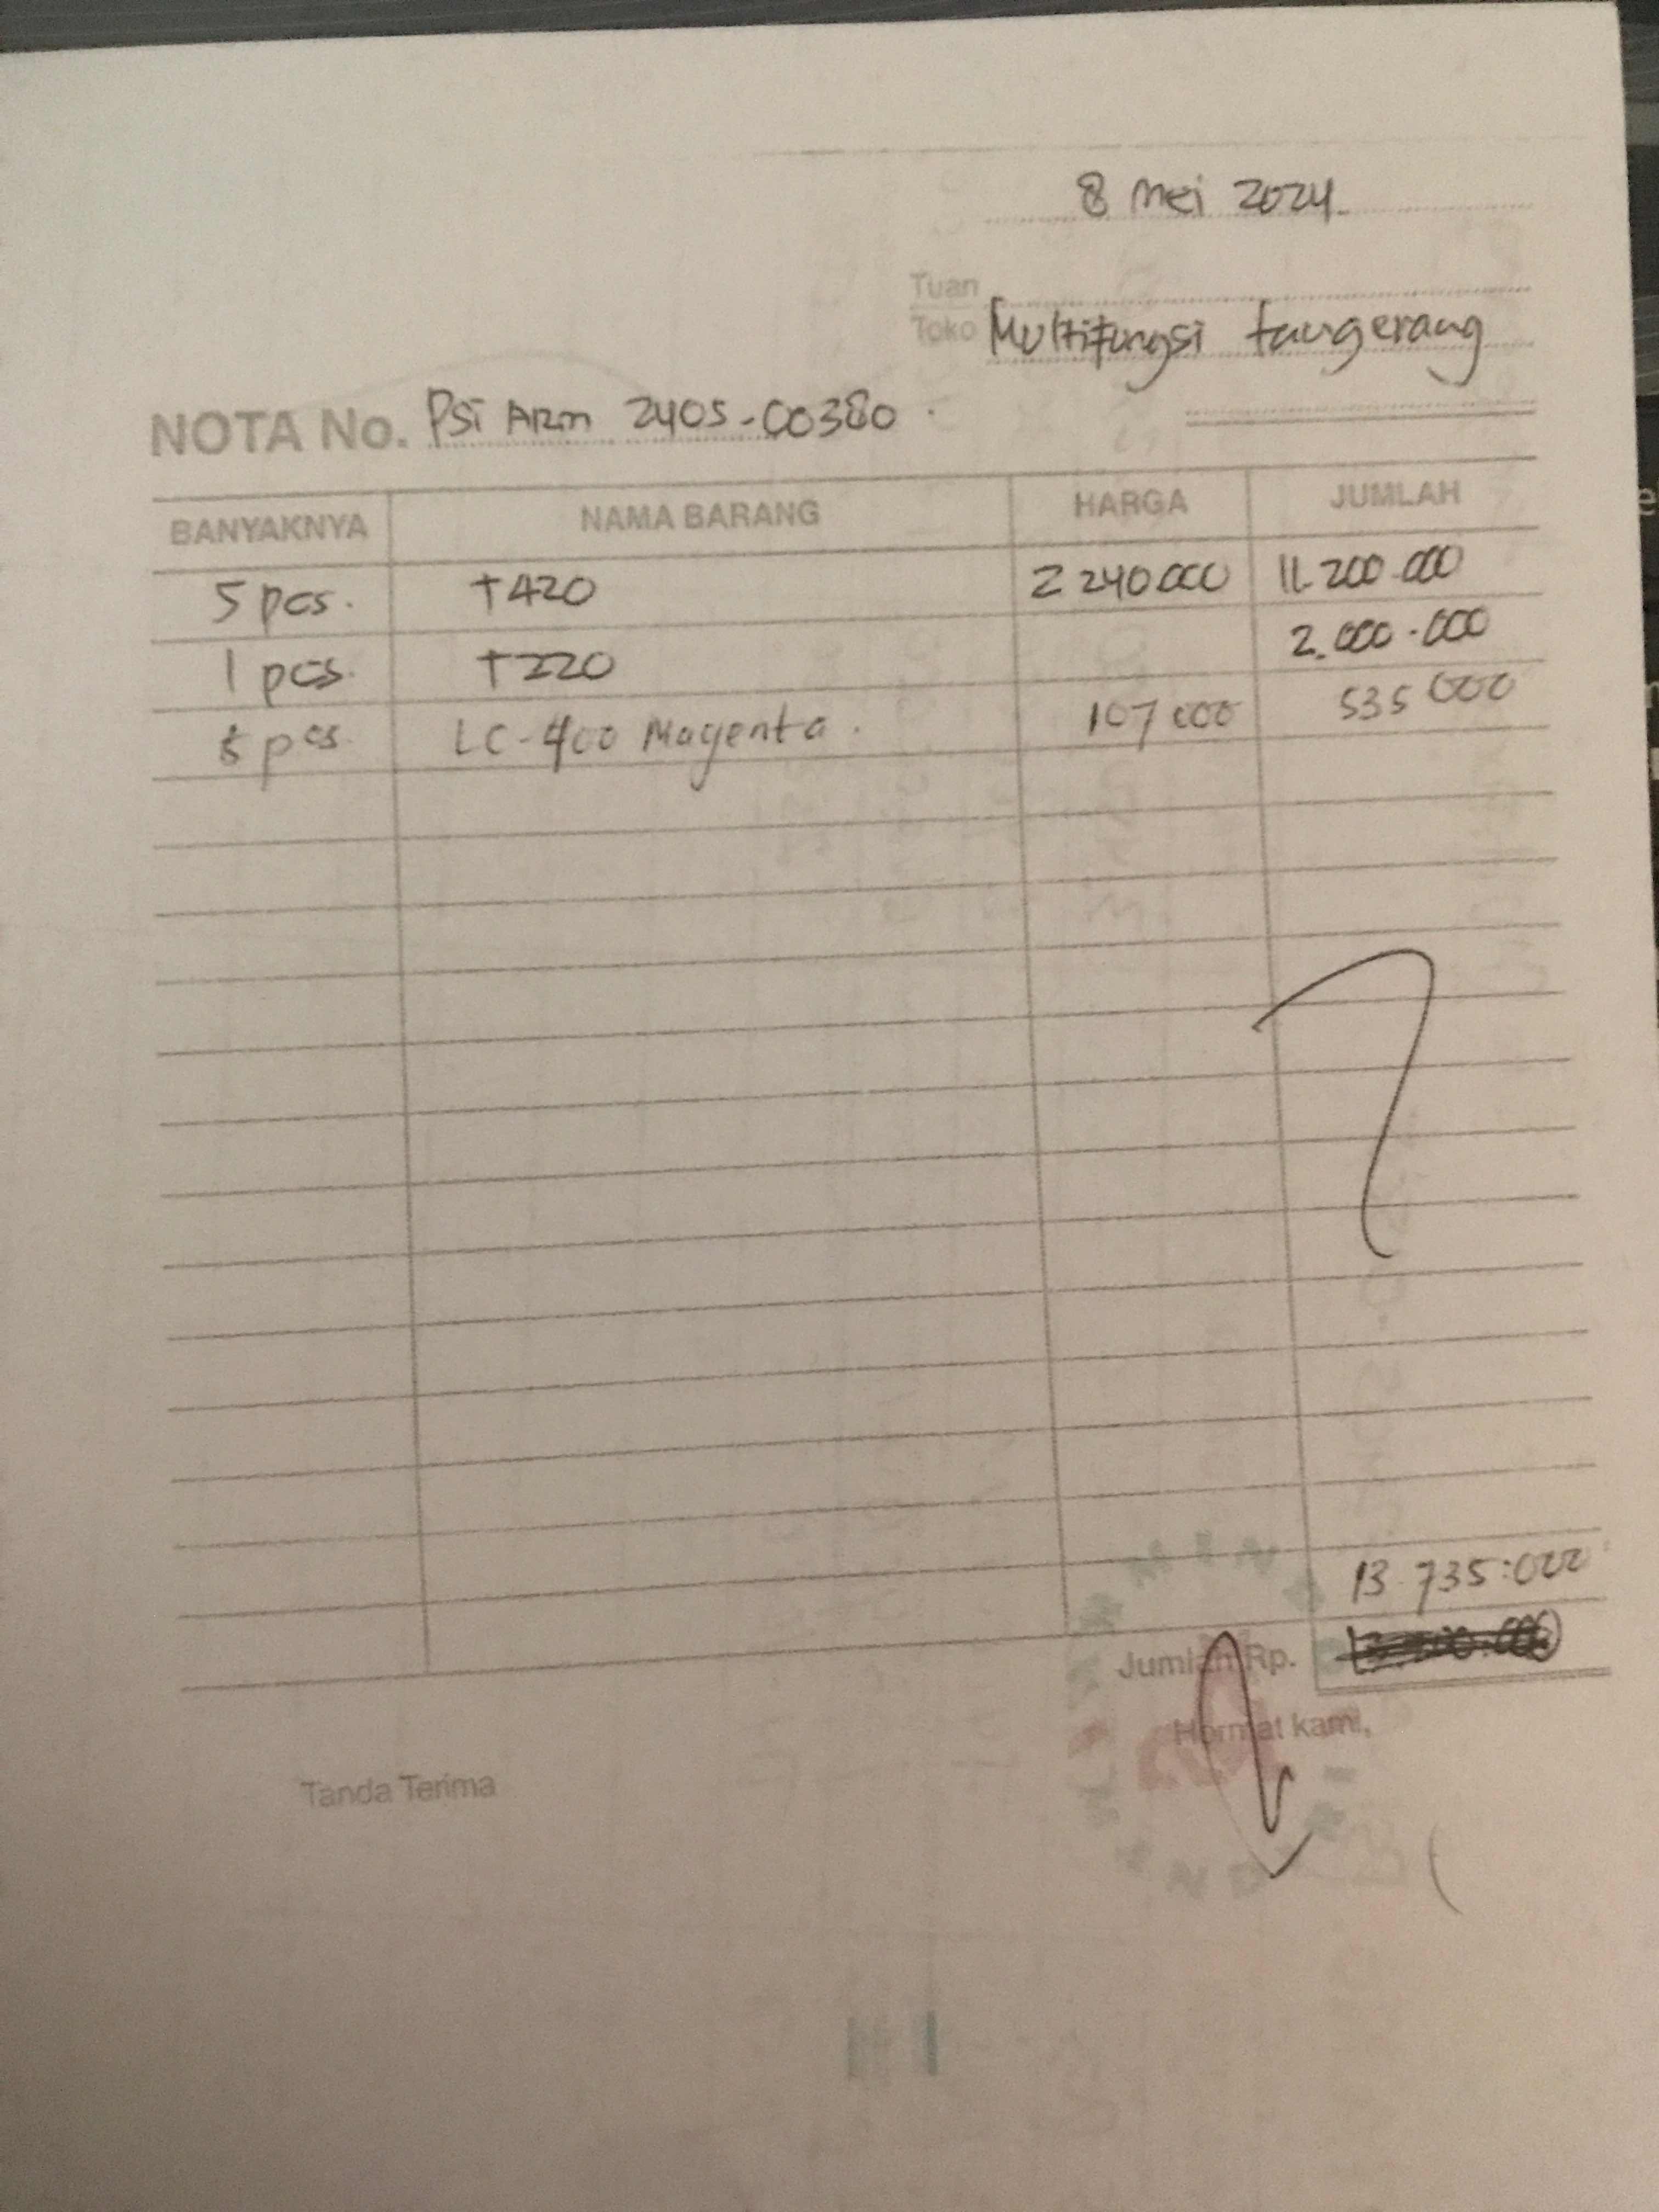 8 Mei 2024.
Tuan
Toko Multifungsi tangerang
NOTA No. PSi ARM 2405-00380.
BANYAKNYA NAMA BARANG HARGA JUMLAH
5 pcs. T420 2 240 000 11.200.000
1 pcs. T220 2.000.000
5 pcs. LC-400 Magenta. 107 000 535 000
13.735.000
Jumlah Rp.
Hormat kami,
Tanda Terima